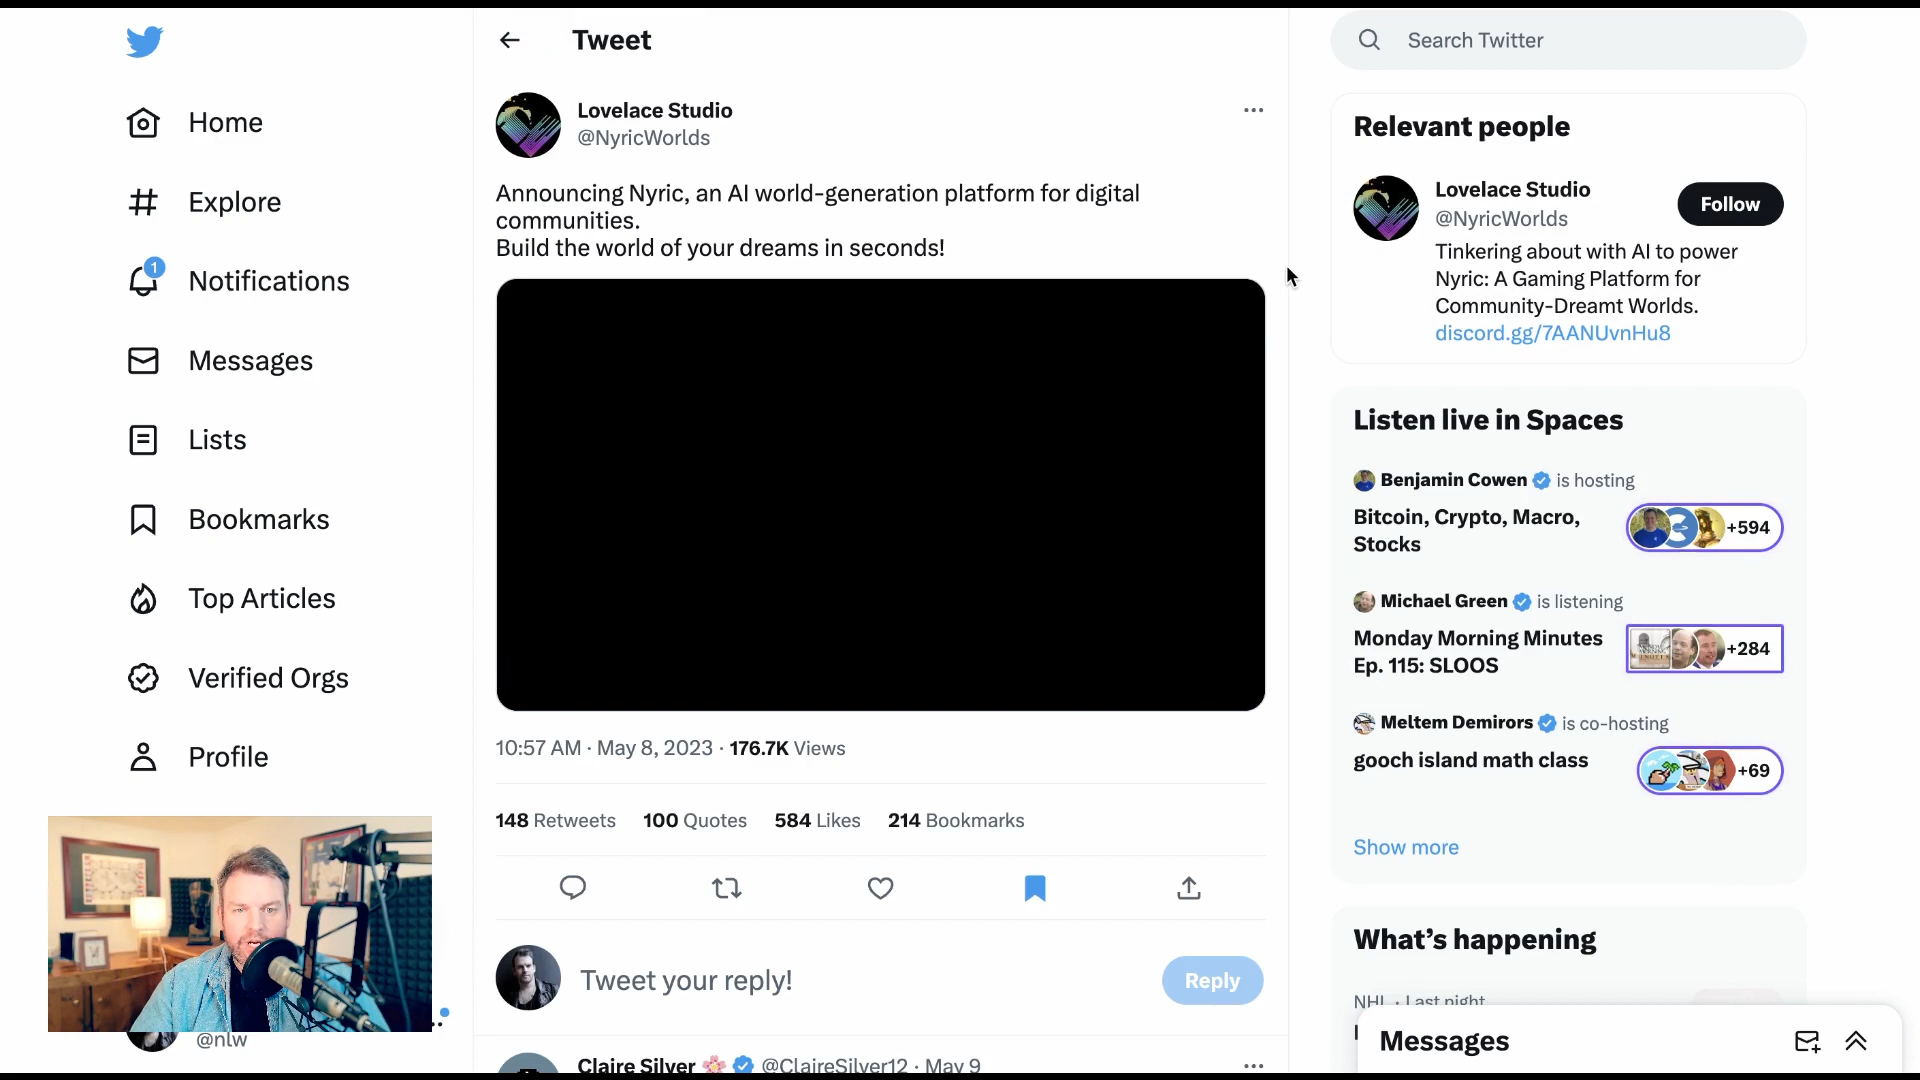 Tweet
Search Twitter
Home
Explore
1
Notifications
Messages
Lists
Bookmarks
Top Articles
Verified Orgs
Profile
@nlw
Lovelace Studio
@NyricWorlds
Announcing Nyric, an AI world-generation platform for digital
communities.
Build the world of your dreams in seconds!
10:57 AM · May 8, 2023 · 176.7K Views
148 Retweets 100 Quotes 584 Likes 214 Bookmarks
Tweet your reply!
Reply
Claire Silver 🌸 @ClaireSilver12 · May 9
Relevant people
Lovelace Studio
@NyricWorlds
Follow
Tinkering about with AI to power
Nyric: A Gaming Platform for
Community-Dreamt Worlds.
discord.gg/7AANUvnHu8
Listen live in Spaces
Benjamin Cowen is hosting
Bitcoin, Crypto, Macro,
Stocks
+594
Michael Green is listening
Monday Morning Minutes
Ep. 115: SLOOS
+284
Meltem Demirors is co-hosting
gooch island math class
+69
Show more
What's happening
NHL · Last night
Messages